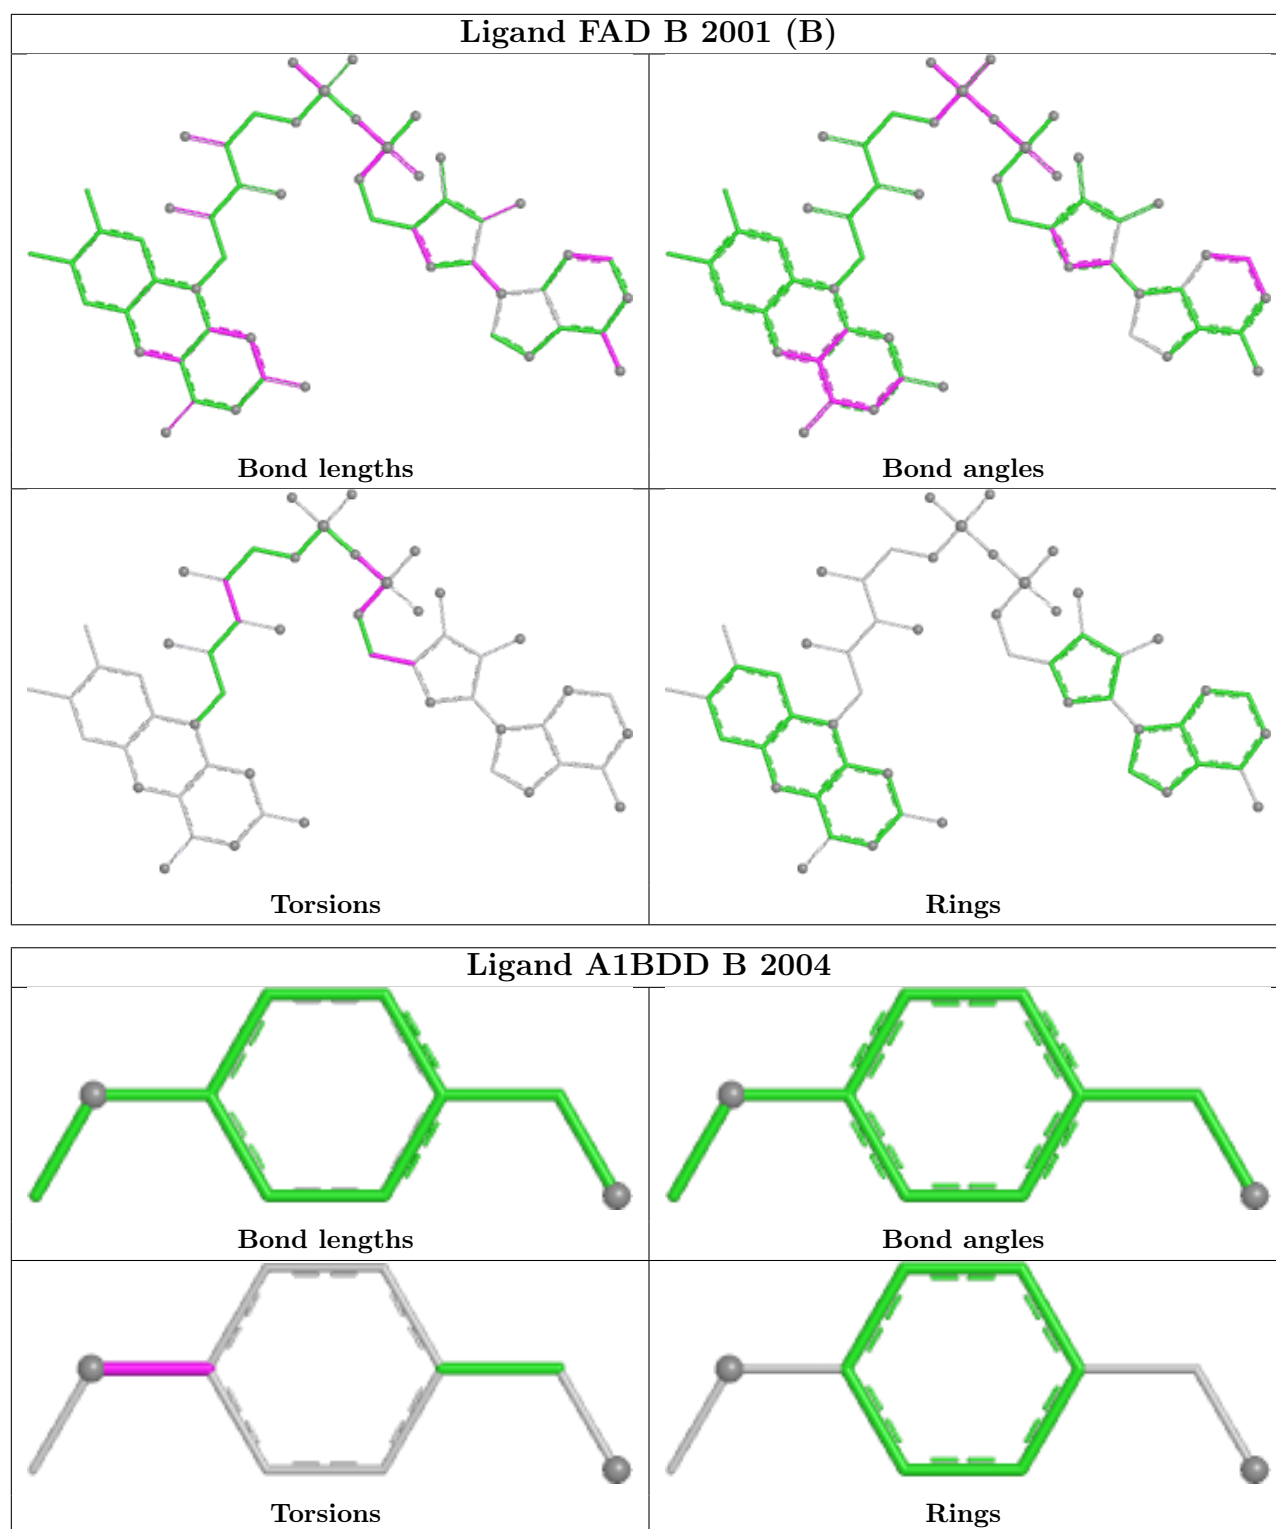 Ligand FAD B 2001 (B)
Bond lengths
Bond angles
Torsions
Rings
Ligand A1BDD B 2004
Bond lengths
Bond angles
Torsions
Rings